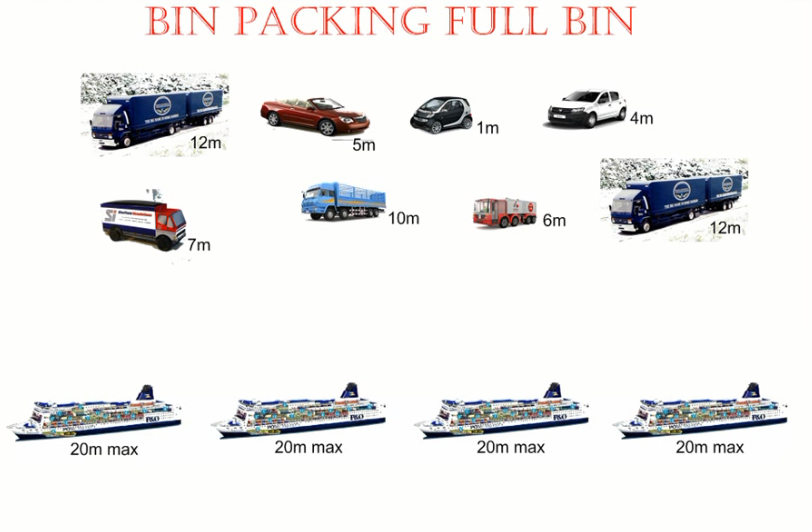 BIN PACKING FULL BIN
12m
5m
1m
4m
7m
10m
6m
12m
20m max
20m max
20m max
20m max
P&O
P&O
P&O
P&O